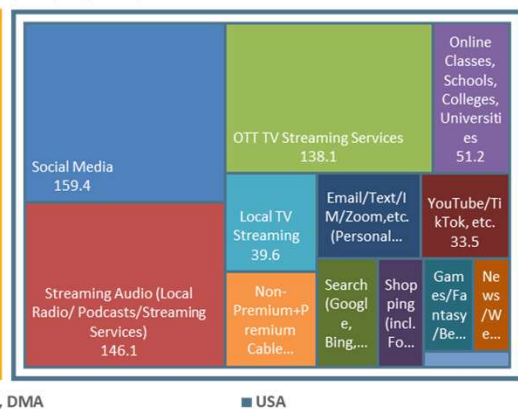 Social Media
159.4
Streaming Audio (Local
Radio/ Podcasts/Streaming
Services)
146.1
OTT TV Streaming Services
138.1
Online
Classes,
Schools,
Colleges,
Universiti
es
51.2
Local TV
Streaming
39.6
Email/Text/I
M/Zoom,etc.
(Personal...
YouTube/Ti
kTok, etc.
33.5
Non-
Premium+P
remium
Cable...
Search
(Googl
e,
Bing,...
Shop
ping
(incl.
Fo...
Gam
es/Fa
ntasy
/Be...
Ne
ws
/W
e...
, DMA
USA